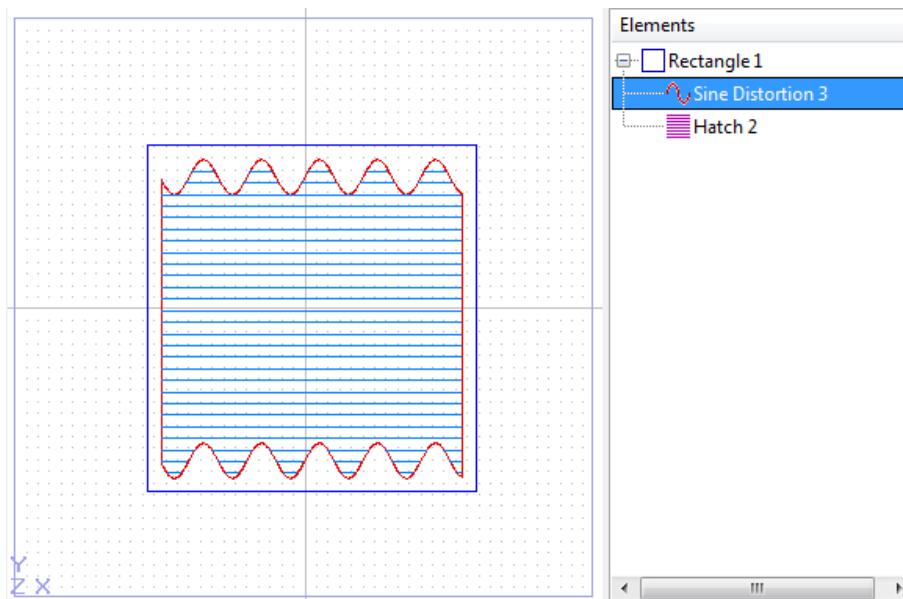 Elements
Rectangle 1
Sine Distortion 3
Hatch 2
Y
Z X